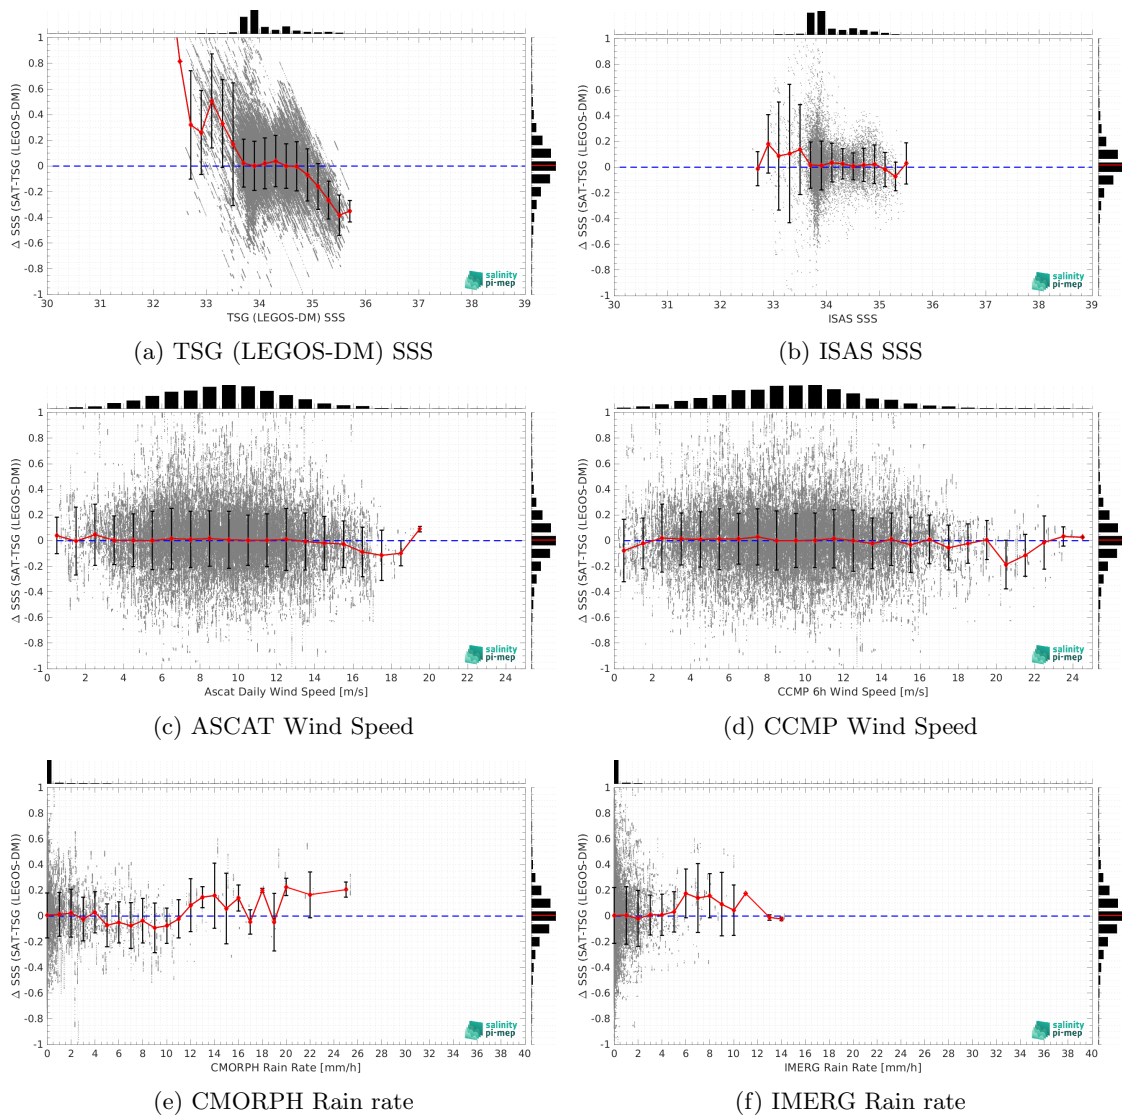 1
0.8
0.6
0.4
0.2
0
-0.2
-0.4
-0.6
-0.8
-1
Δ SSS (SAT-TSG (LEGOS-DM))
30 31 32 33 34 35 36 37 38 39
TSG (LEGOS-DM) SSS
salinity
pi-mep
(a) TSG (LEGOS-DM) SSS
1
0.8
0.6
0.4
0.2
0
-0.2
-0.4
-0.6
-0.8
-1
Δ SSS (SAT-TSG (LEGOS-DM))
30 31 32 33 34 35 36 37 38 39
ISAS SSS
salinity
pi-mep
(b) ISAS SSS
1
0.8
0.6
0.4
0.2
0
-0.2
-0.4
-0.6
-0.8
-1
Δ SSS (SAT-TSG (LEGOS-DM))
0 2 4 6 8 10 12 14 16 18 20 22 24
Ascat Daily Wind Speed [m/s]
salinity
pi-mep
(c) ASCAT Wind Speed
1
0.8
0.6
0.4
0.2
0
-0.2
-0.4
-0.6
-0.8
-1
Δ SSS (SAT-TSG (LEGOS-DM))
0 2 4 6 8 10 12 14 16 18 20 22 24
CCMP 6h Wind Speed [m/s]
salinity
pi-mep
(d) CCMP Wind Speed
1
0.8
0.6
0.4
0.2
0
-0.2
-0.4
-0.6
-0.8
-1
Δ SSS (SAT-TSG (LEGOS-DM))
0 2 4 6 8 10 12 14 16 18 20 22 24 26 28 30 32 34 36 38 40
CMORPH Rain Rate [mm/h]
salinity
pi-mep
(e) CMORPH Rain rate
1
0.8
0.6
0.4
0.2
0
-0.2
-0.4
-0.6
-0.8
-1
Δ SSS (SAT-TSG (LEGOS-DM))
0 2 4 6 8 10 12 14 16 18 20 22 24 26 28 30 32 34 36 38 40
IMERG Rain Rate [mm/h]
salinity
pi-mep
(f) IMERG Rain rate